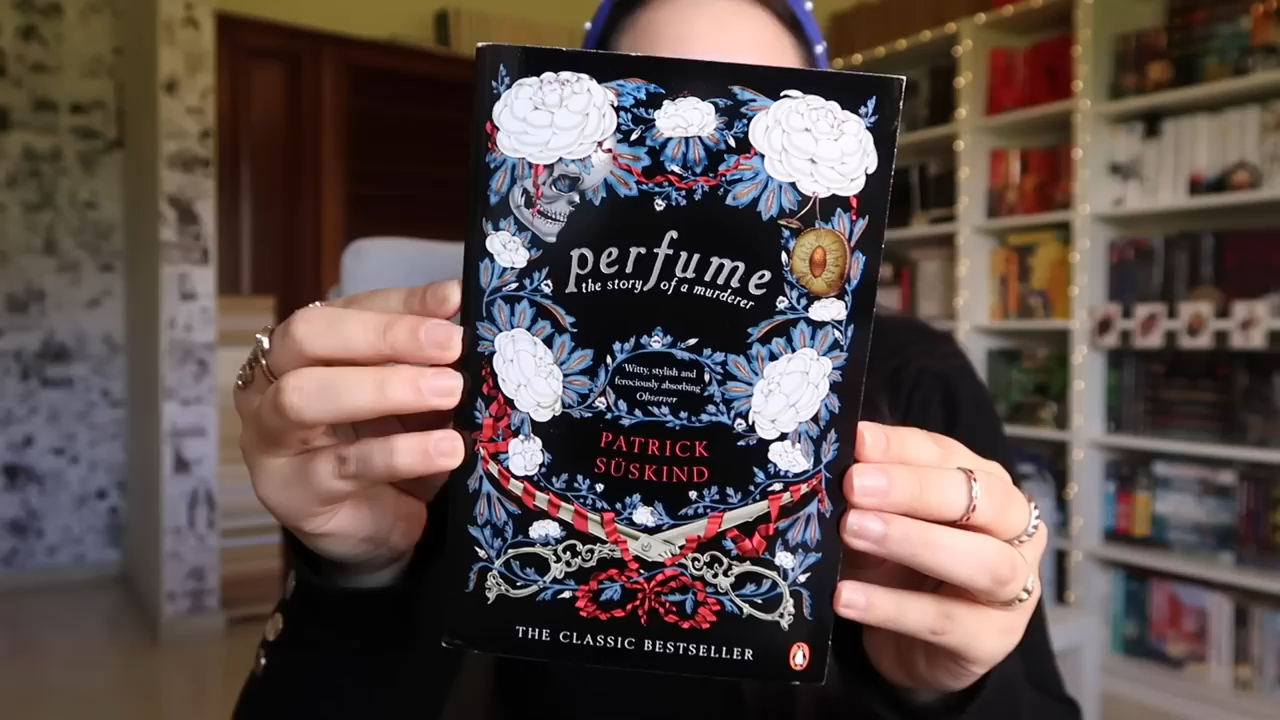 perfume
the story of a murderer
'Witty, stylish and
ferociously absorbing'
Observer
PATRICK
SÜSKIND
THE CLASSIC BESTSELLER